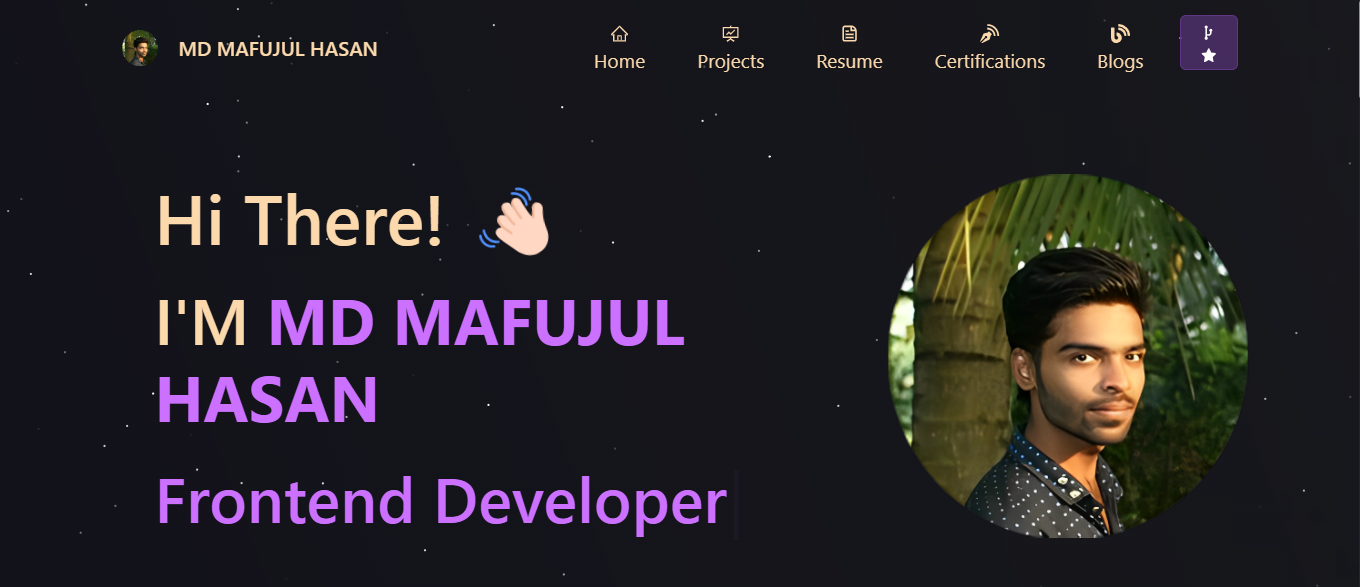 MD MAFUJUL HASAN
Home
Projects
Resume
Certifications
Blogs
Hi There!
I'M MD MAFUJUL
HASAN
Frontend Developer